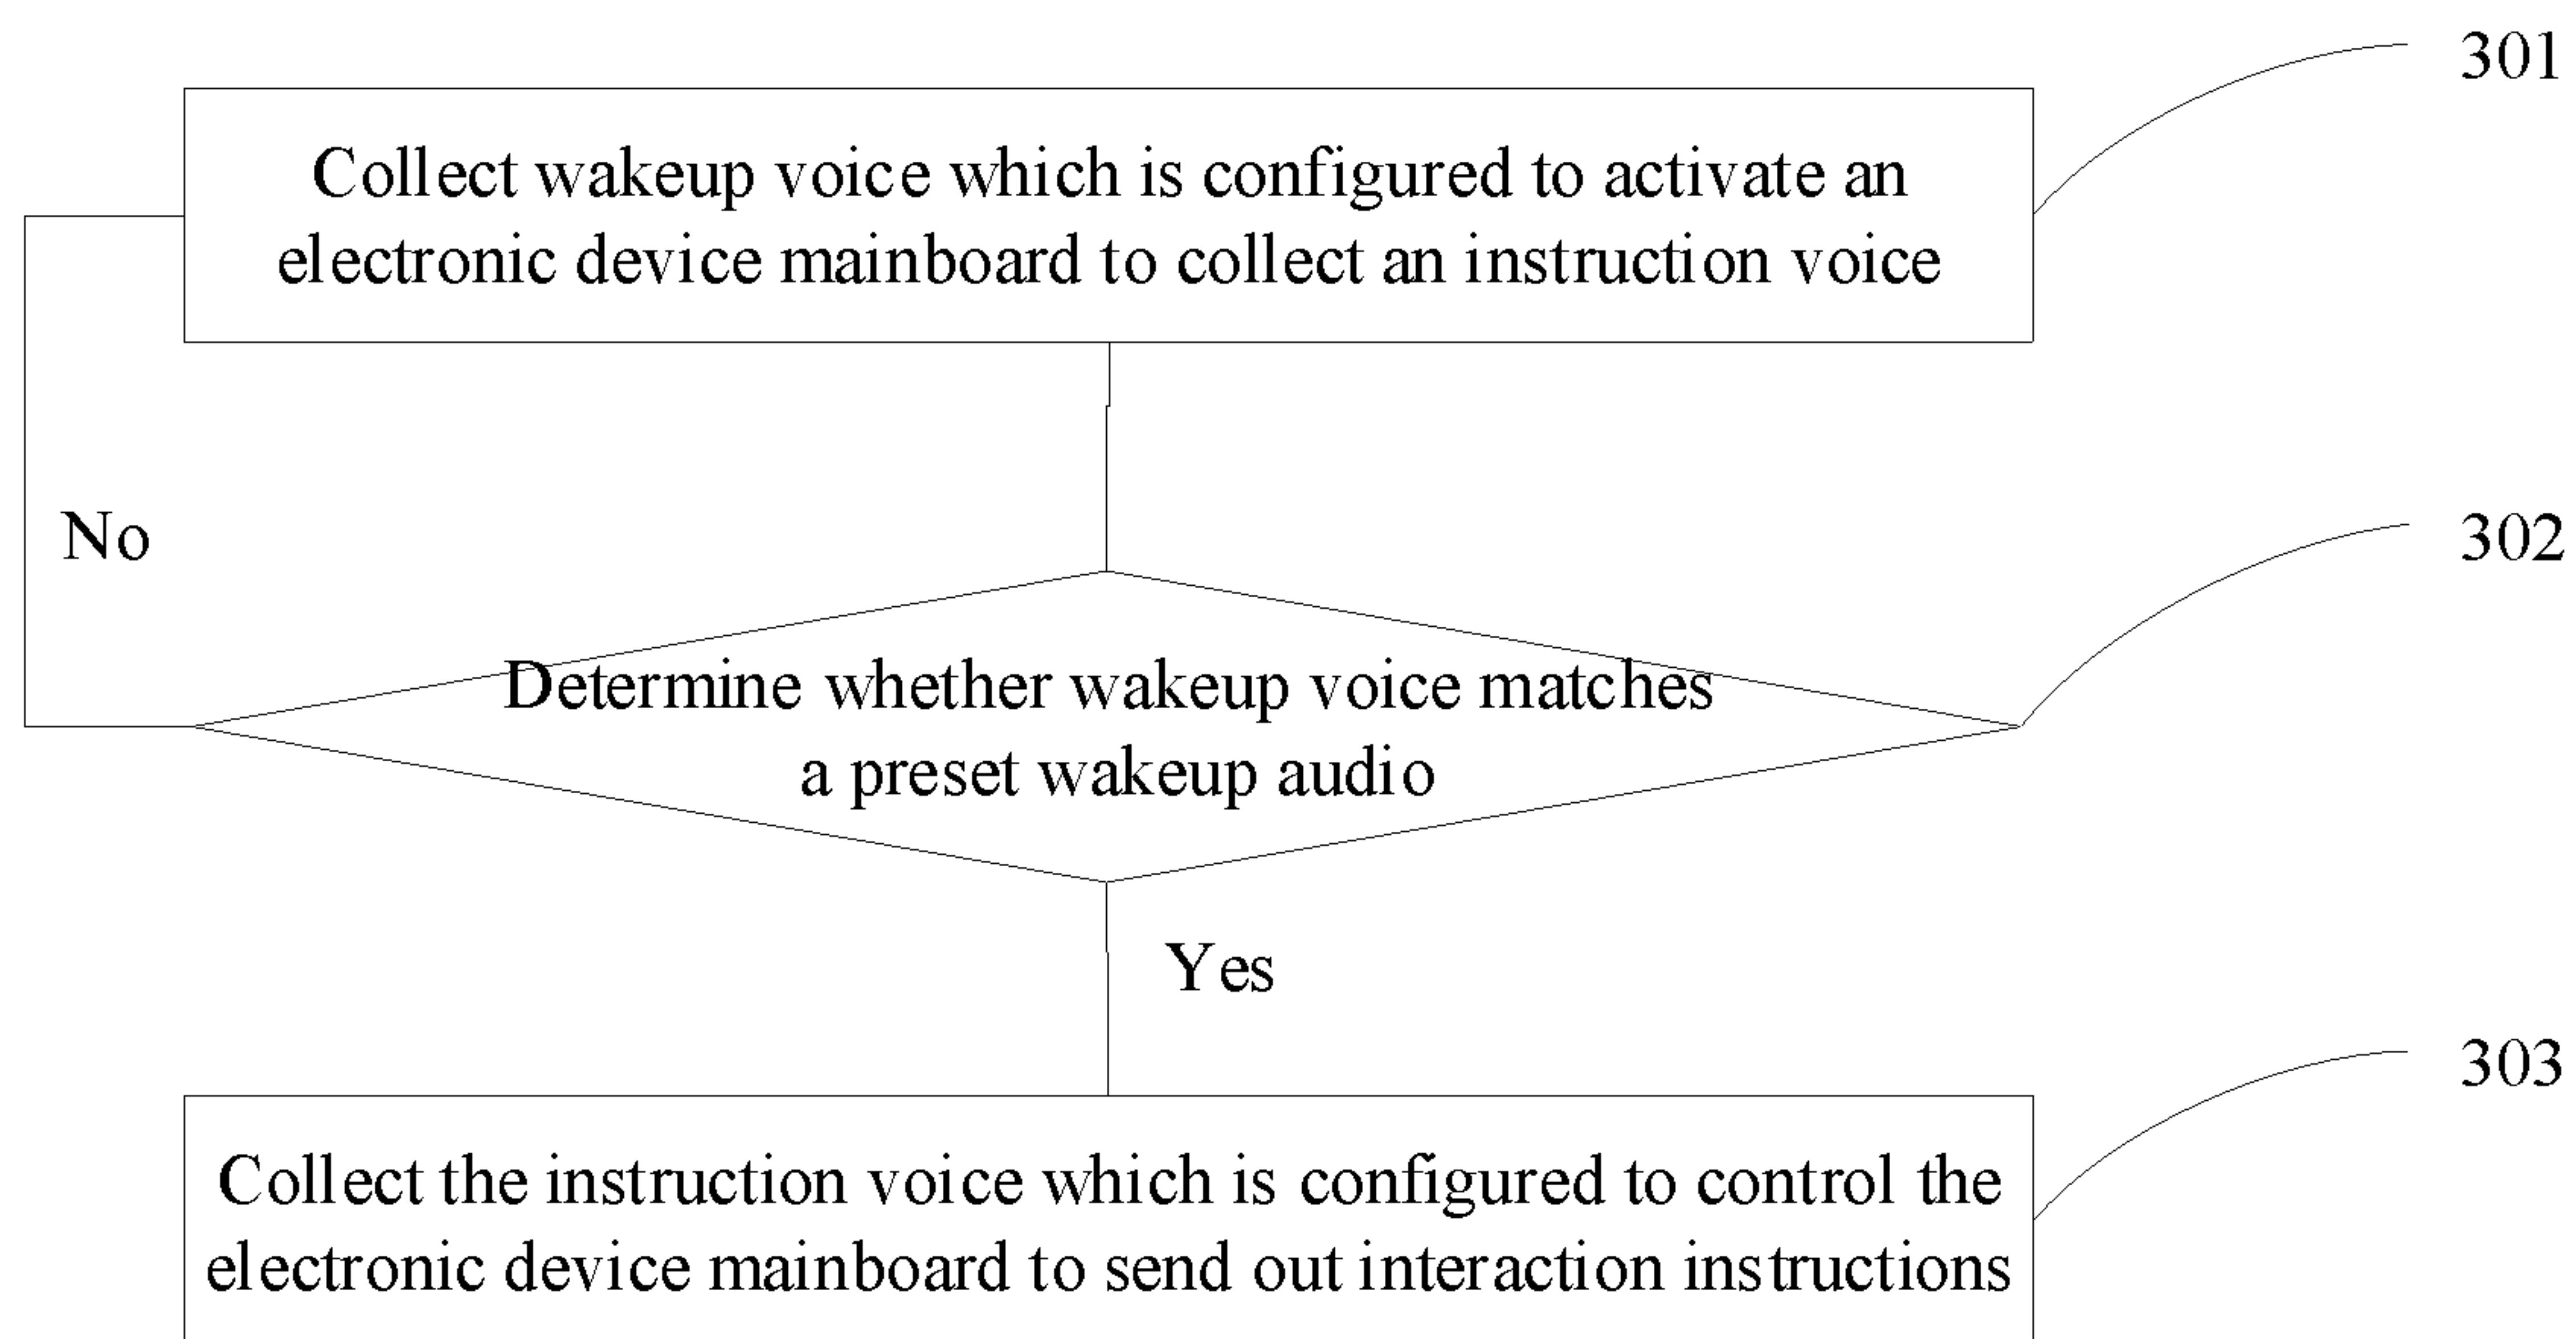 301
Collect wakeup voice which is configured to activate an
electronic device mainboard to collect an instruction voice
No
302
Determine whether wakeup voice matches
a preset wakeup audio
Yes
303
Collect the instruction voice which is configured to control the
electronic device mainboard to send out interaction instructions